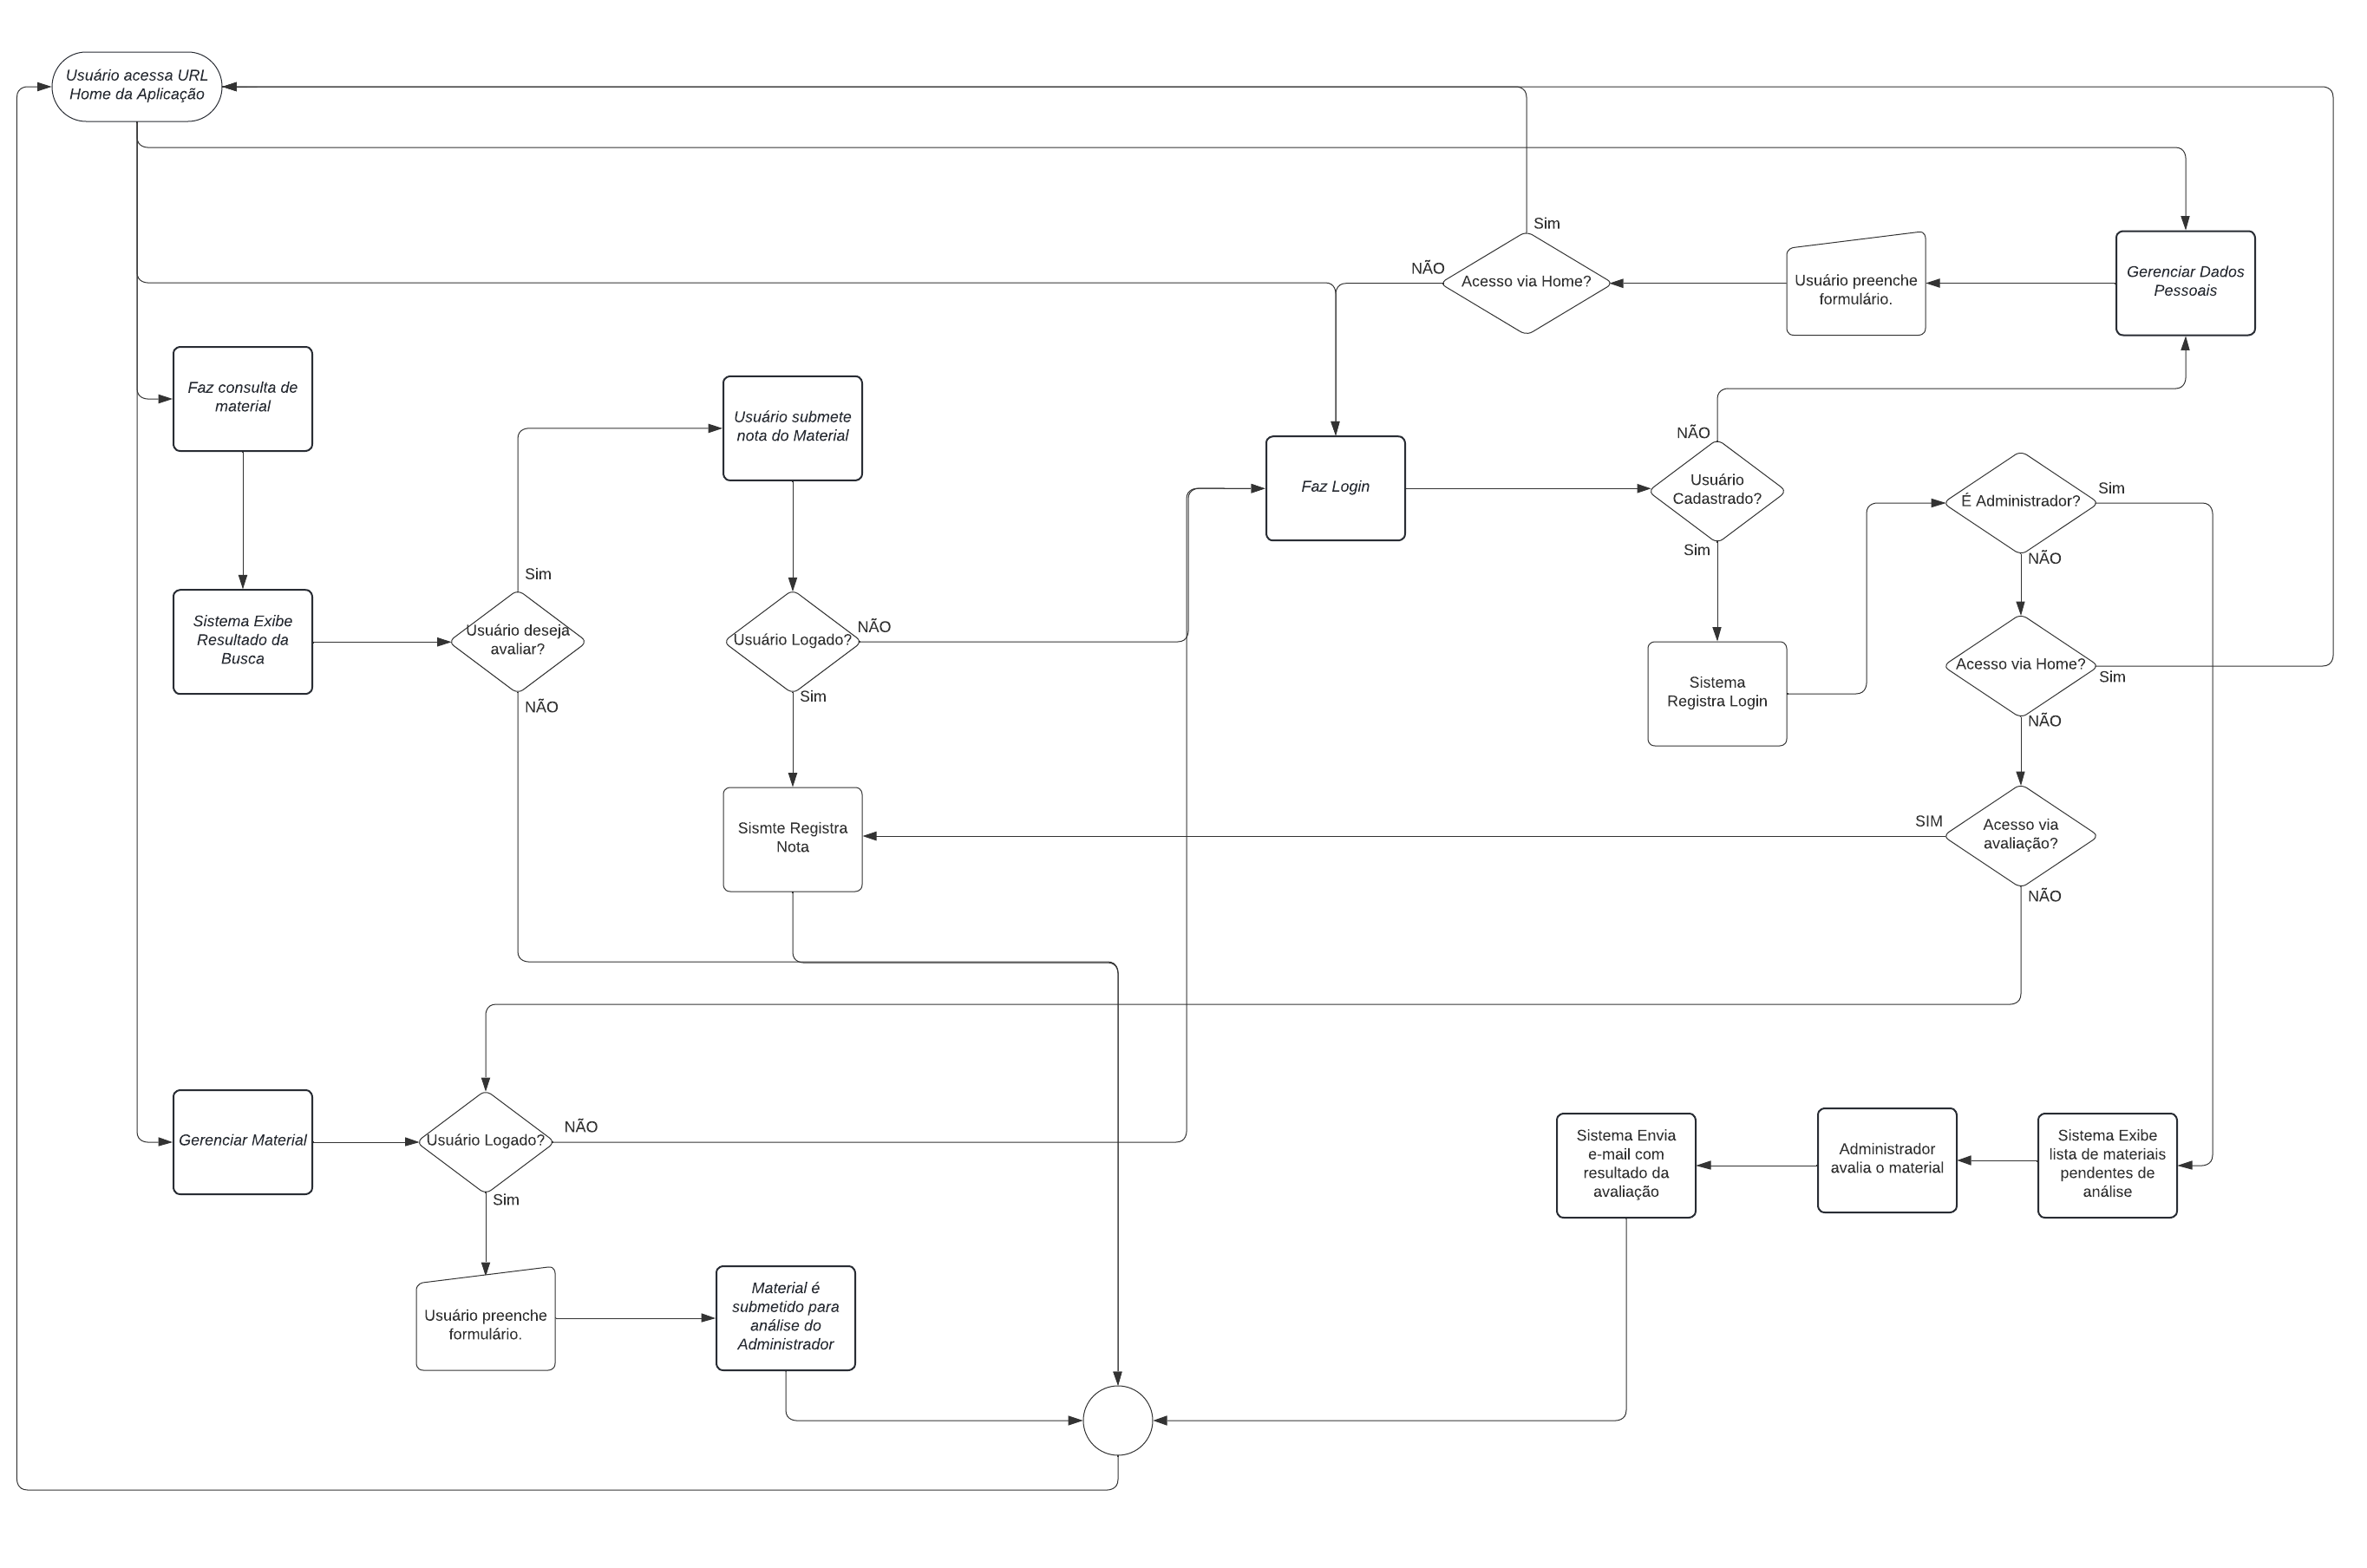 Usuário acessa URL
Home da Aplicação
Sim
NÃO
Acesso via Home?
Usuário preenche
formulário.
Gerenciar Dados
Pessoais
Faz consulta de
material
Usuário submete
nota do Material
NÃO
Faz Login
Usuário
Cadastrado?
É Administrador?
Sim
Sim
NÃO
Sim
Sistema Exibe
Resultado da
Busca
Usuário deseja
avaliar?
NÃO
Usuário Logado?
NÃO
Sim
Sistema
Registra Login
Acesso via Home?
Sim
NÃO
Sismte Registra
Nota
SIM
Acesso via
avaliação?
NÃO
Gerenciar Material
Usuário Logado?
NÃO
Sim
Sistema Envia
e-mail com
resultado da
avaliação
Administrador
avalia o material
Sistema Exibe
lista de materiais
pendentes de
análise
Usuário preenche
formulário.
Material é
submetido para
análise do
Administrador